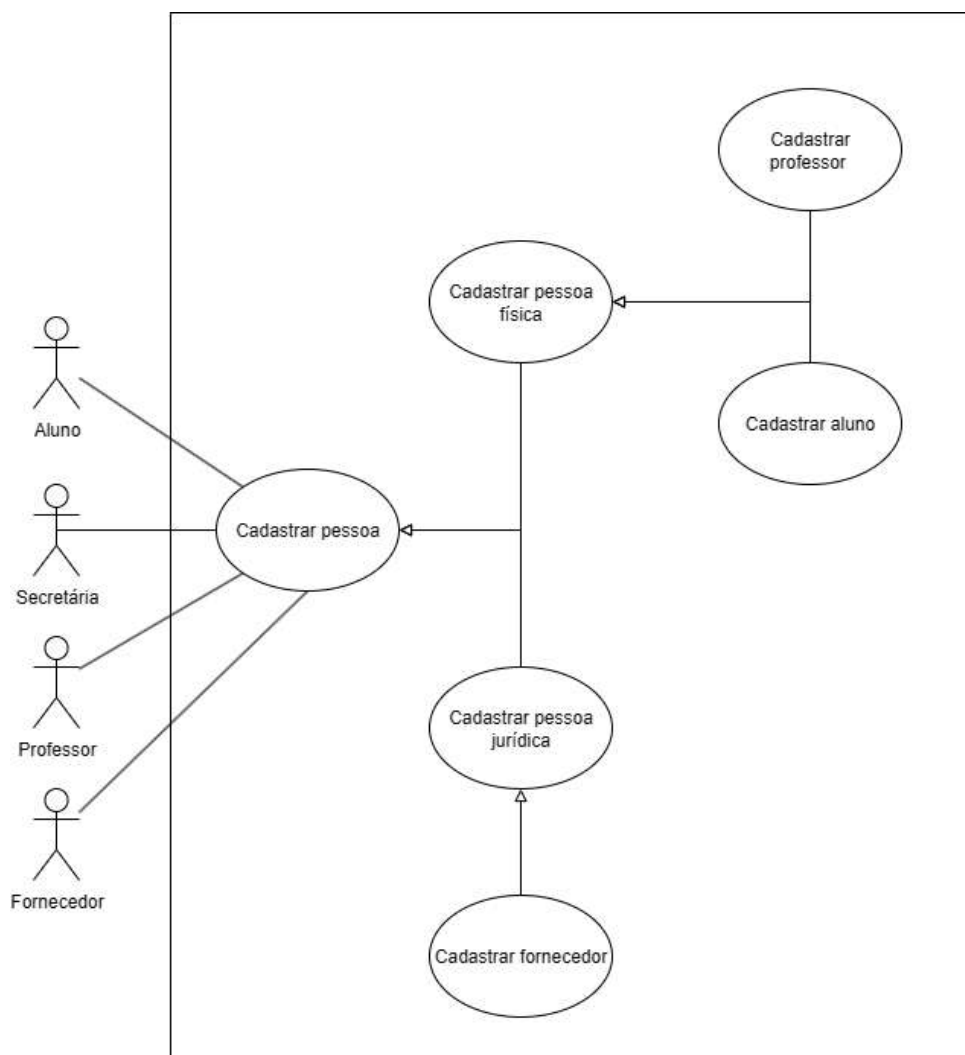 Cadastrar
professor
Cadastrar pessoa
física
Aluno
Cadastrar aluno
Cadastrar pessoa
Secretária
Professor
Cadastrar pessoa
jurídica
Fornecedor
Cadastrar fornecedor